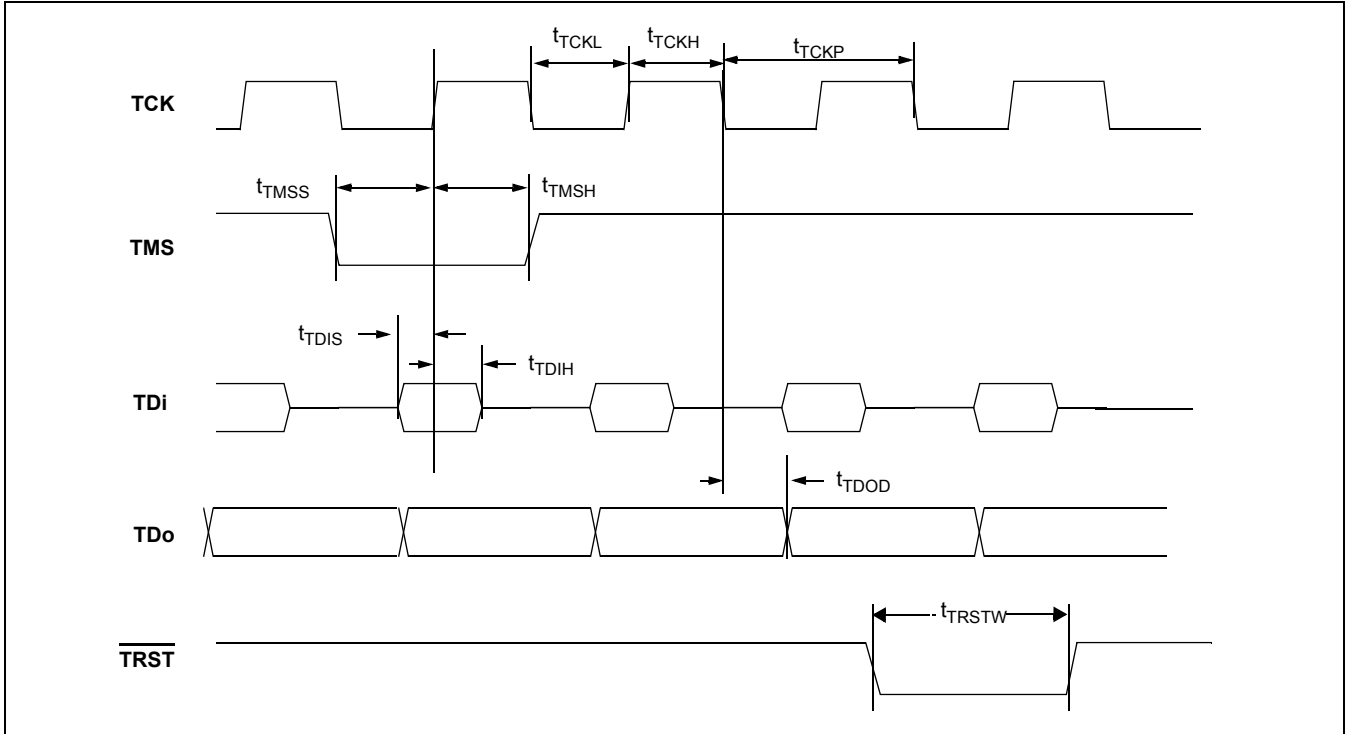 tTCKL tTCKH tTCKP
TCK
tTMSS tTMSH
TMS
tTDIS
tTDIH
TDi
tTDOD
TDo
tTRSTW
TRST